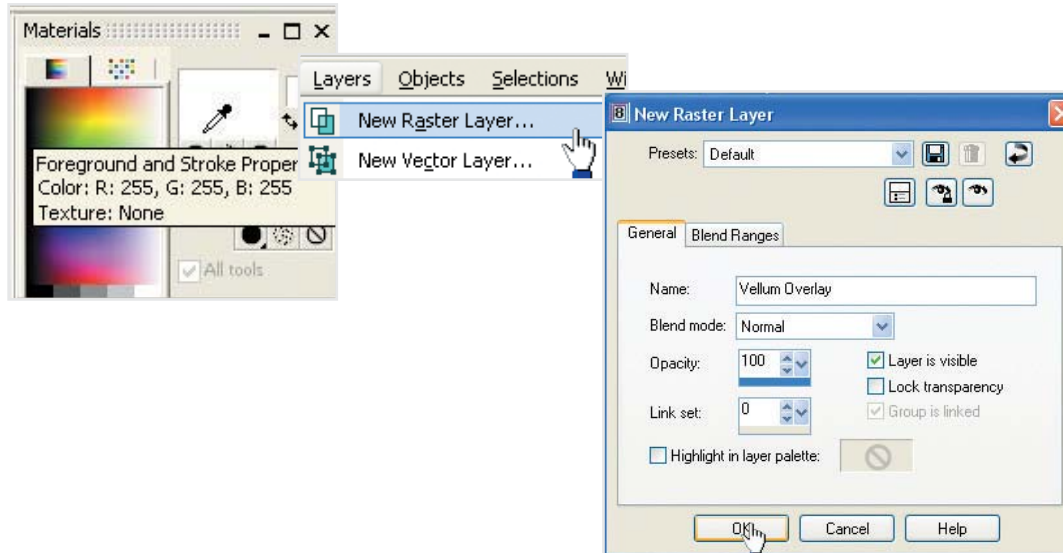 Materials
Foreground and Stroke Proper
Color: R: 255, G: 255, B: 255
Texture: None
All tools
Layers Objects Selections Wi
New Raster Layer...
New Vector Layer...
8 New Raster Layer
Presets: Default
General Blend Ranges
Name: Vellum Overlay
Blend mode: Normal
Opacity: 100 Layer is visible
Lock transparency
Link set: 0 Group is linked
Highlight in layer palette:
OK Cancel Help